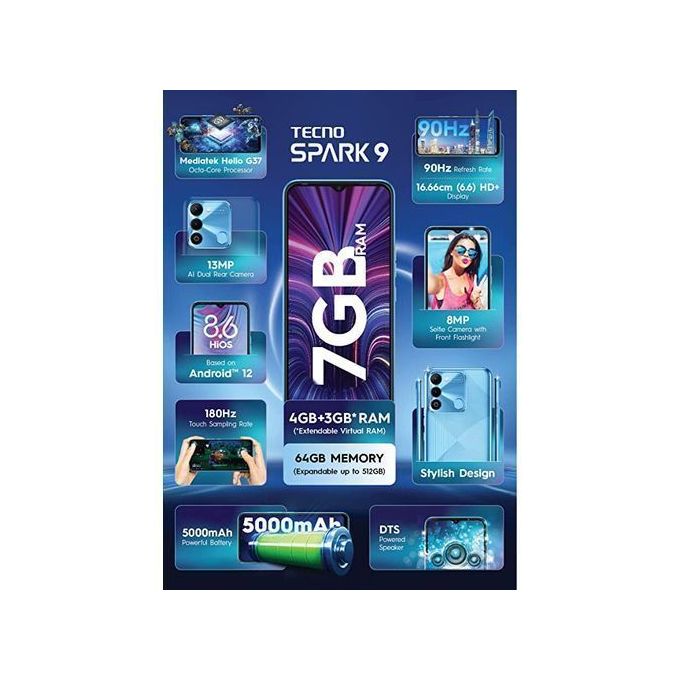 TECNO
SPARK 9
Mediatek Helio G37
Octa-Core Processor
90Hz
90Hz Refresh Rate
16.66cm (6.6) HD+
Display
13MP
AI Dual Rear Camera
7GB
RAM
8MP
Selfie Camera with
Front Flashlight
8.6
HiOS
Based on
Android™ 12
180Hz
Touch Sampling Rate
4GB+3GB* RAM
(*Extendable Virtual RAM)
64GB MEMORY
(Expandable up to 512GB)
Stylish Design
5000mAh
Powerful Battery
5000mAh
DTS
Powered
Speaker